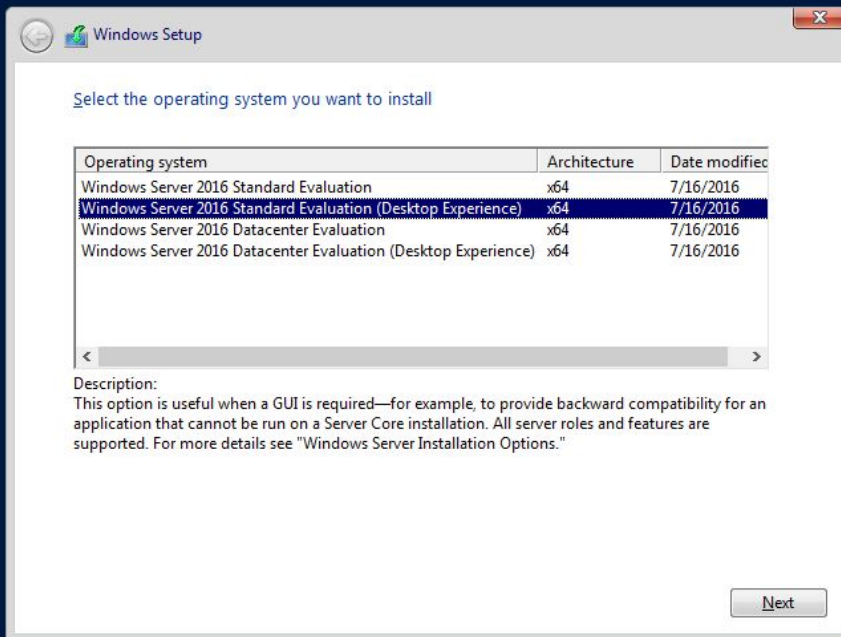 Windows Setup
Select the operating system you want to install
Operating system Architecture Date modified
Windows Server 2016 Standard Evaluation x64 7/16/2016
Windows Server 2016 Standard Evaluation (Desktop Experience) x64 7/16/2016
Windows Server 2016 Datacenter Evaluation x64 7/16/2016
Windows Server 2016 Datacenter Evaluation (Desktop Experience) x64 7/16/2016
Description:
This option is useful when a GUI is required—for example, to provide backward compatibility for an
application that cannot be run on a Server Core installation. All server roles and features are
supported. For more details see "Windows Server Installation Options."
Next